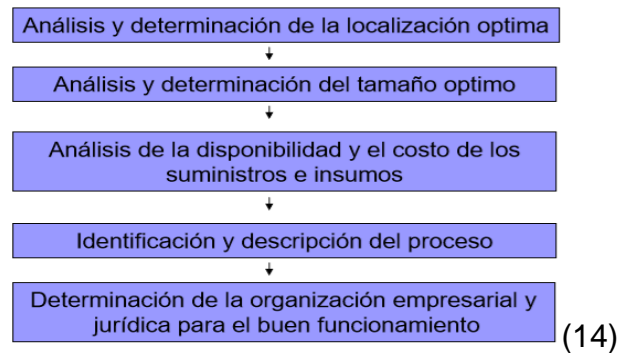 Análisis y determinación de la localización optima
Análisis y determinación del tamaño optimo
Análisis de la disponibilidad y el costo de los
suministros e insumos
Identificación y descripción del proceso
Determinación de la organización empresarial y
jurídica para el buen funcionamiento
(14)